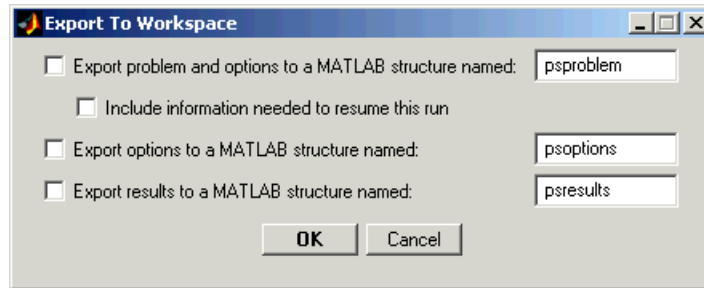 Export To Workspace
Export problem and options to a MATLAB structure named: psproblem
Include information needed to resume this run
Export options to a MATLAB structure named: psoptions
Export results to a MATLAB structure named: psresults
OK Cancel